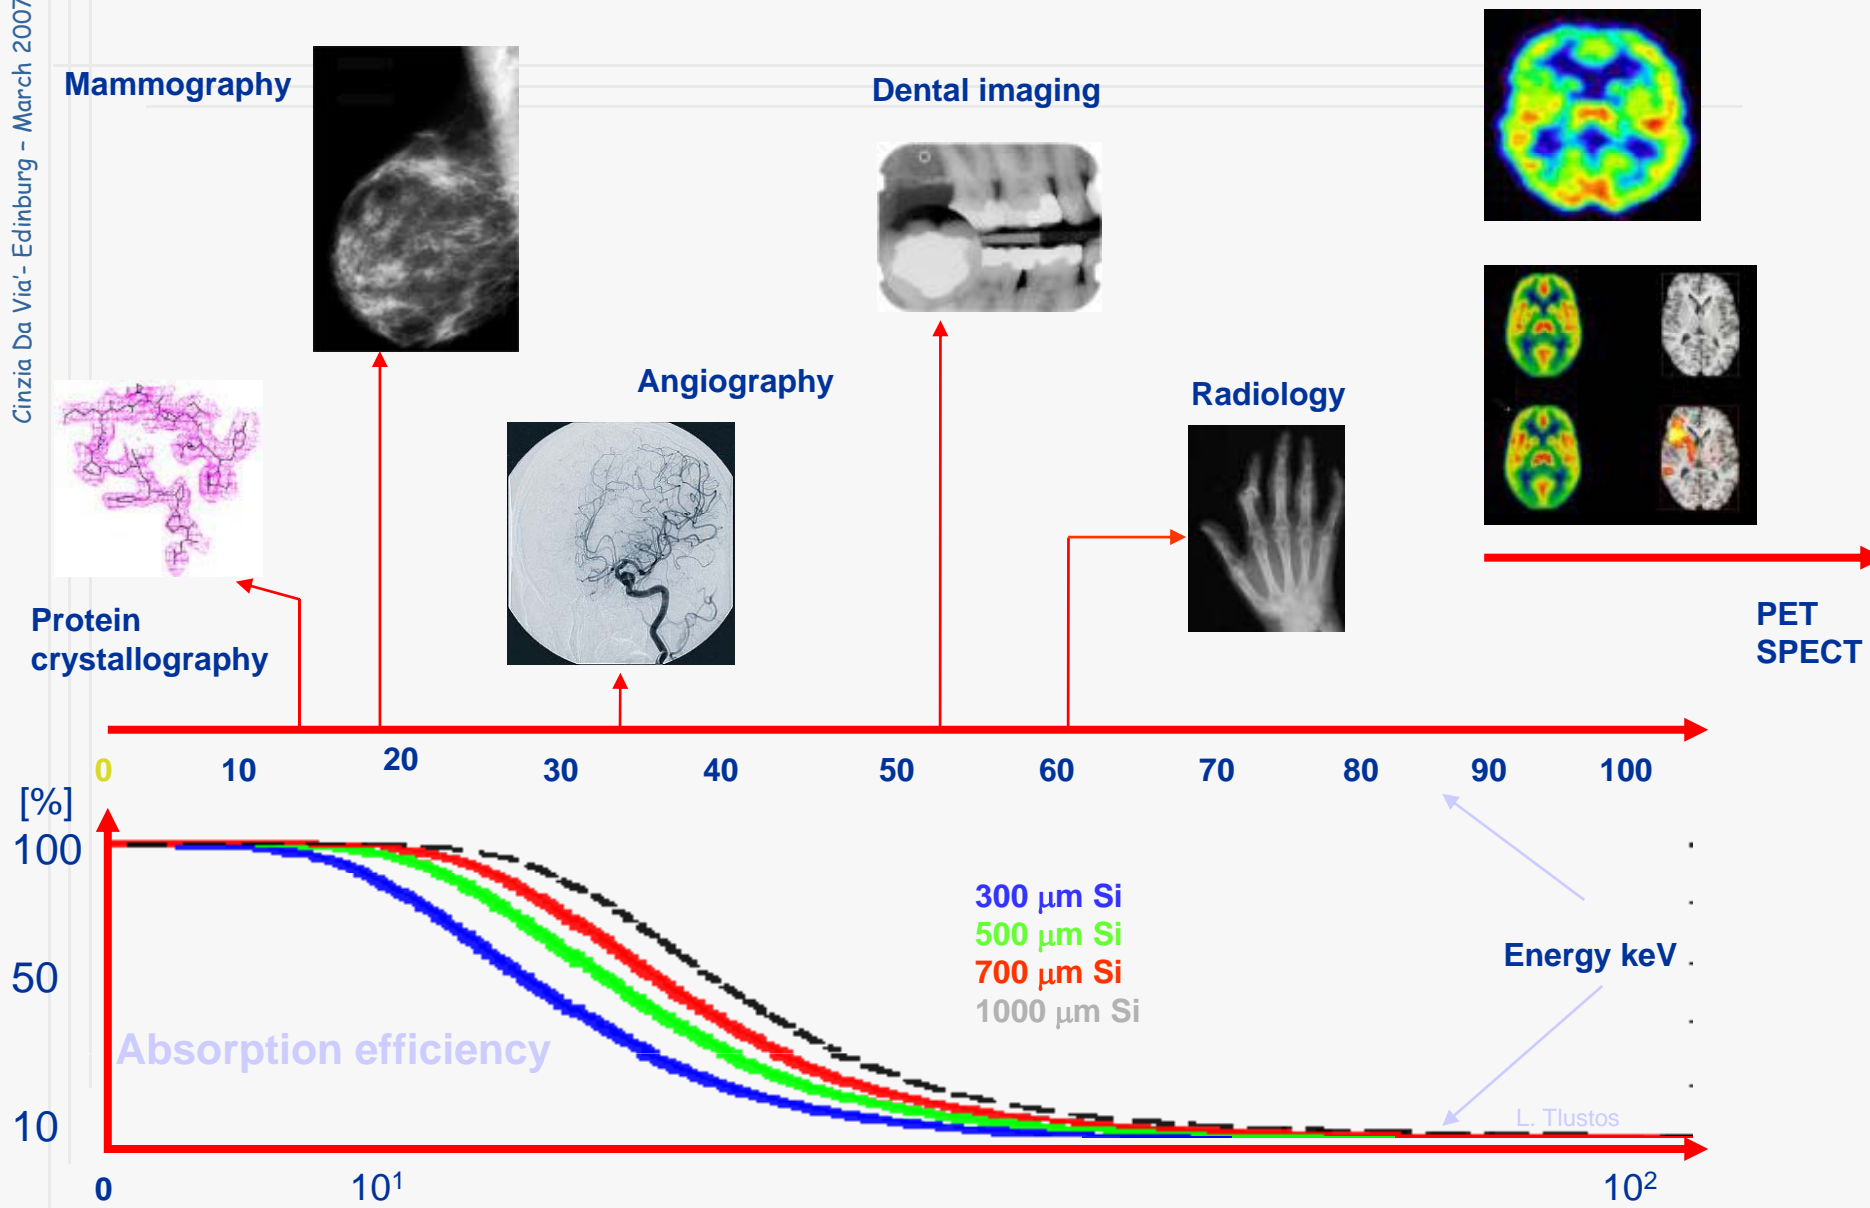 Cinzia Da Via'- Edinburg - March 2007
Mammography
Dental imaging
Angiography
Radiology
Protein
crystallography
PET
SPECT
0 10 20 30 40 50 60 70 80 90 100
[%]
100
50
10
300 μm Si
500 μm Si
700 μm Si
1000 μm Si
Energy keV
Absorption efficiency
L. Tlustos
0 10¹ 10²